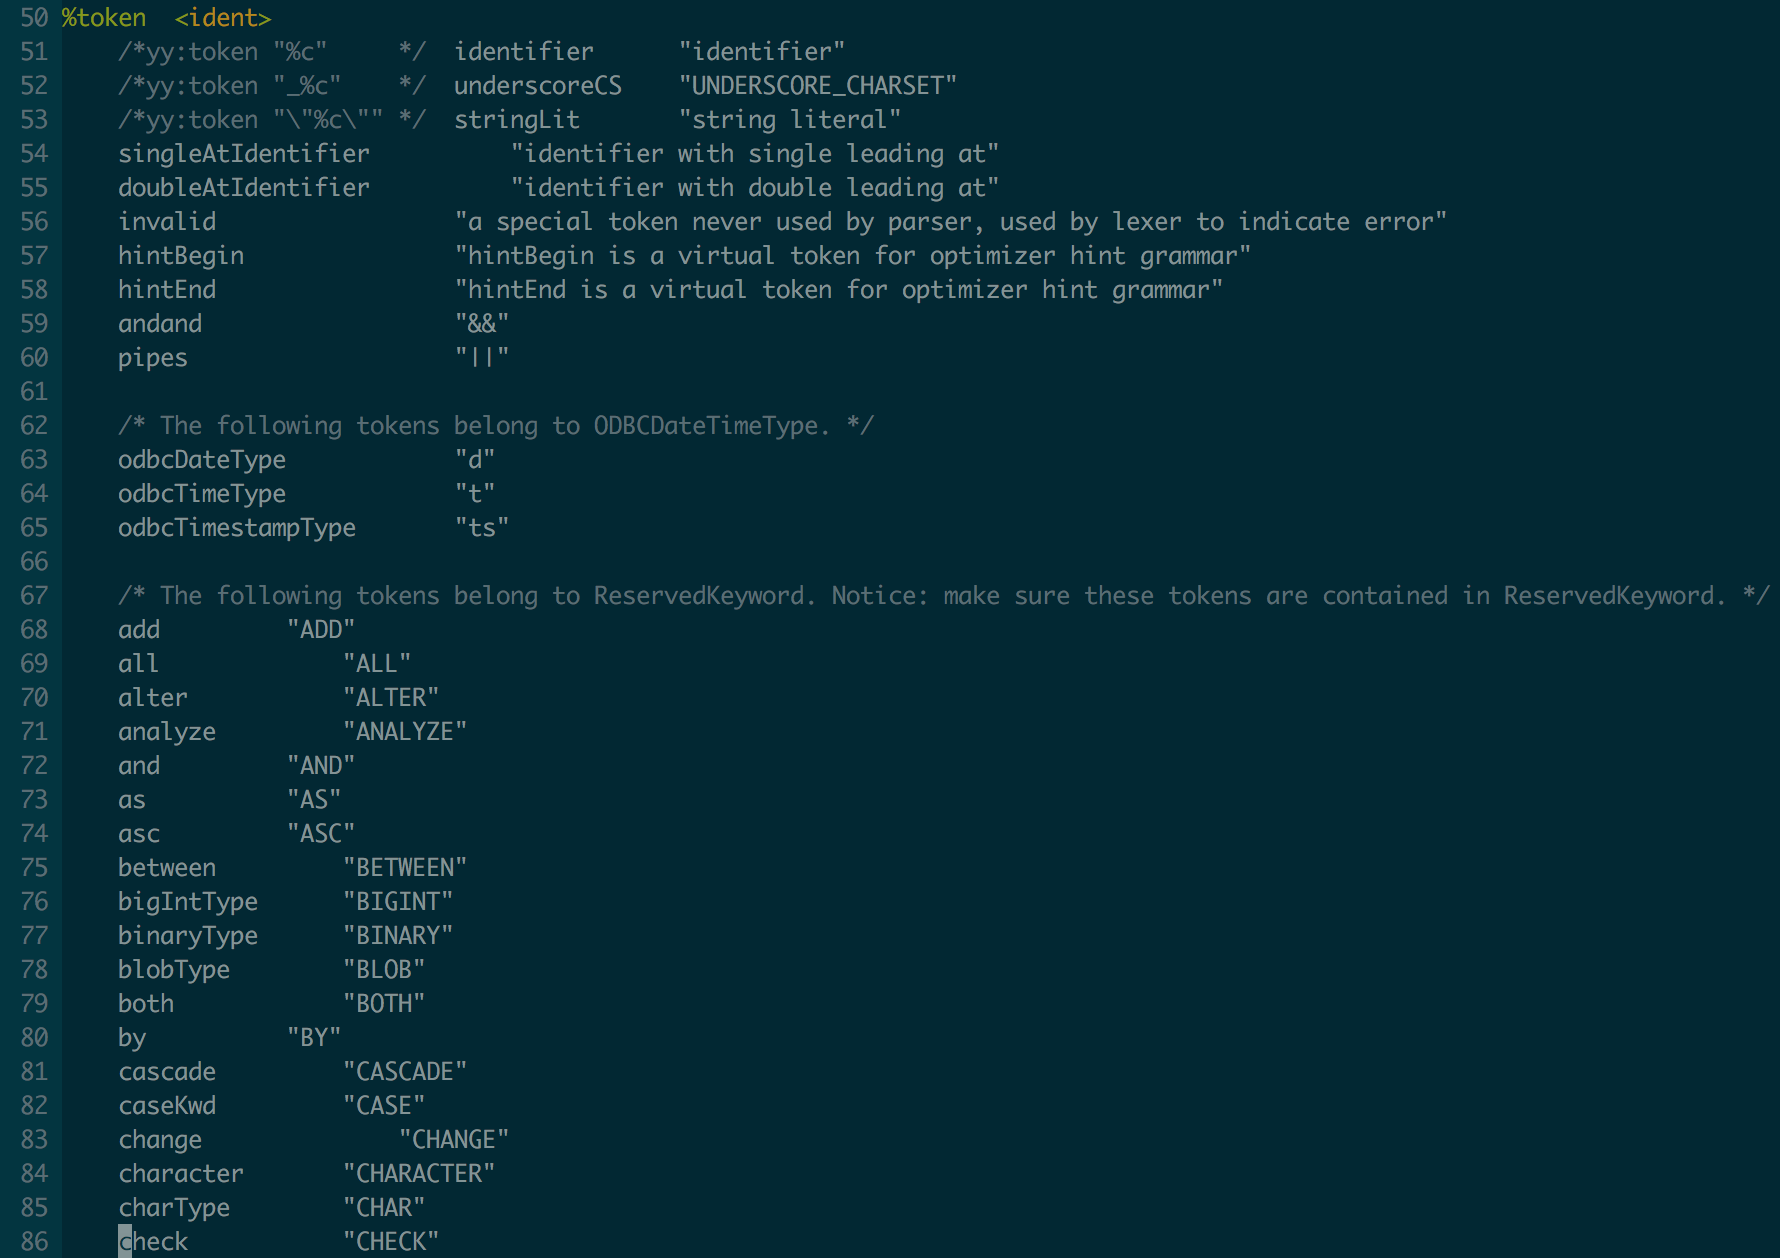 50 %token  <ident>
51     /*yy:token "%c"     */  identifier      "identifier"
52     /*yy:token "_%c"    */  underscoreCS    "UNDERSCORE_CHARSET"
53     /*yy:token "\"%c\"" */  stringLit       "string literal"
54     singleAtIdentifier          "identifier with single leading at"
55     doubleAtIdentifier          "identifier with double leading at"
56     invalid                 "a special token never used by parser, used by lexer to indicate error"
57     hintBegin               "hintBegin is a virtual token for optimizer hint grammar"
58     hintEnd                 "hintEnd is a virtual token for optimizer hint grammar"
59     andand                  "&&"
60     pipes                   "||"
61
62     /* The following tokens belong to ODBCDateTimeType. */
63     odbcDateType            "d"
64     odbcTimeType            "t"
65     odbcTimestampType       "ts"
66
67     /* The following tokens belong to ReservedKeyword. Notice: make sure these tokens are contained in ReservedKeyword. */
68     add         "ADD"
69     all             "ALL"
70     alter           "ALTER"
71     analyze         "ANALYZE"
72     and         "AND"
73     as          "AS"
74     asc         "ASC"
75     between         "BETWEEN"
76     bigIntType      "BIGINT"
77     binaryType      "BINARY"
78     blobType        "BLOB"
79     both            "BOTH"
80     by          "BY"
81     cascade         "CASCADE"
82     caseKwd         "CASE"
83     change              "CHANGE"
84     character       "CHARACTER"
85     charType        "CHAR"
86     check           "CHECK"